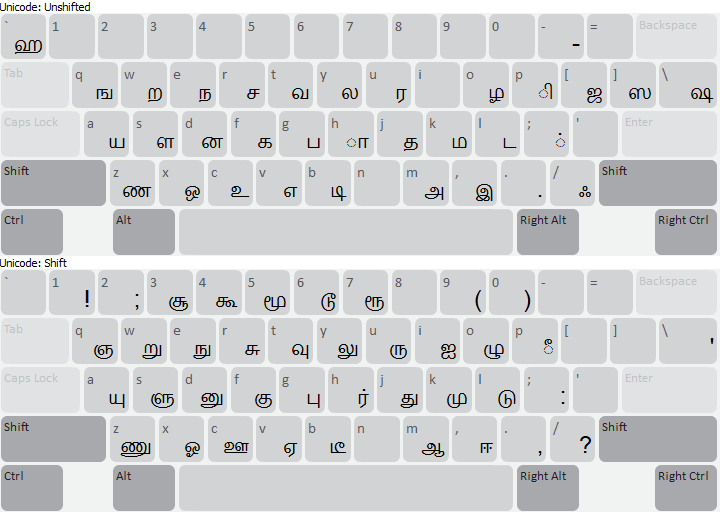 Unicode: Unshifted
` ஹ 1 2 3 4 5 6 7 8 9 0 - - = Backspace
Tab q ங w ற e ந r ச t வ y ல u ர i o ழ p ி [ ஜ ] ஸ \ ஷ
Caps Lock a ய s ள d ன f க g ப h ா j த k ம l ட ; ் ' Enter
Shift z ண x ஒ c உ v எ b டி n m அ , இ . . / ஃ Shift
Ctrl Alt Right Alt Right Ctrl
Unicode: Shift
` 1 ! 2 ; 3 சூ 4 கூ 5 மூ 6 டூ 7 ரூ 8 9 ( 0 ) - = Backspace
Tab q ஞ w று e நு r சு t வு y லு u ரு i ஐ o ழு p ீ [ ] \ '
Caps Lock a யு s ளு d னு f கு g பு h ர் j து k மு l டு ; : ' Enter
Shift z ணு x ஓ c ஊ v ஏ b டீ n m ஆ , ஈ . , / ? Shift
Ctrl Alt Right Alt Right Ctrl